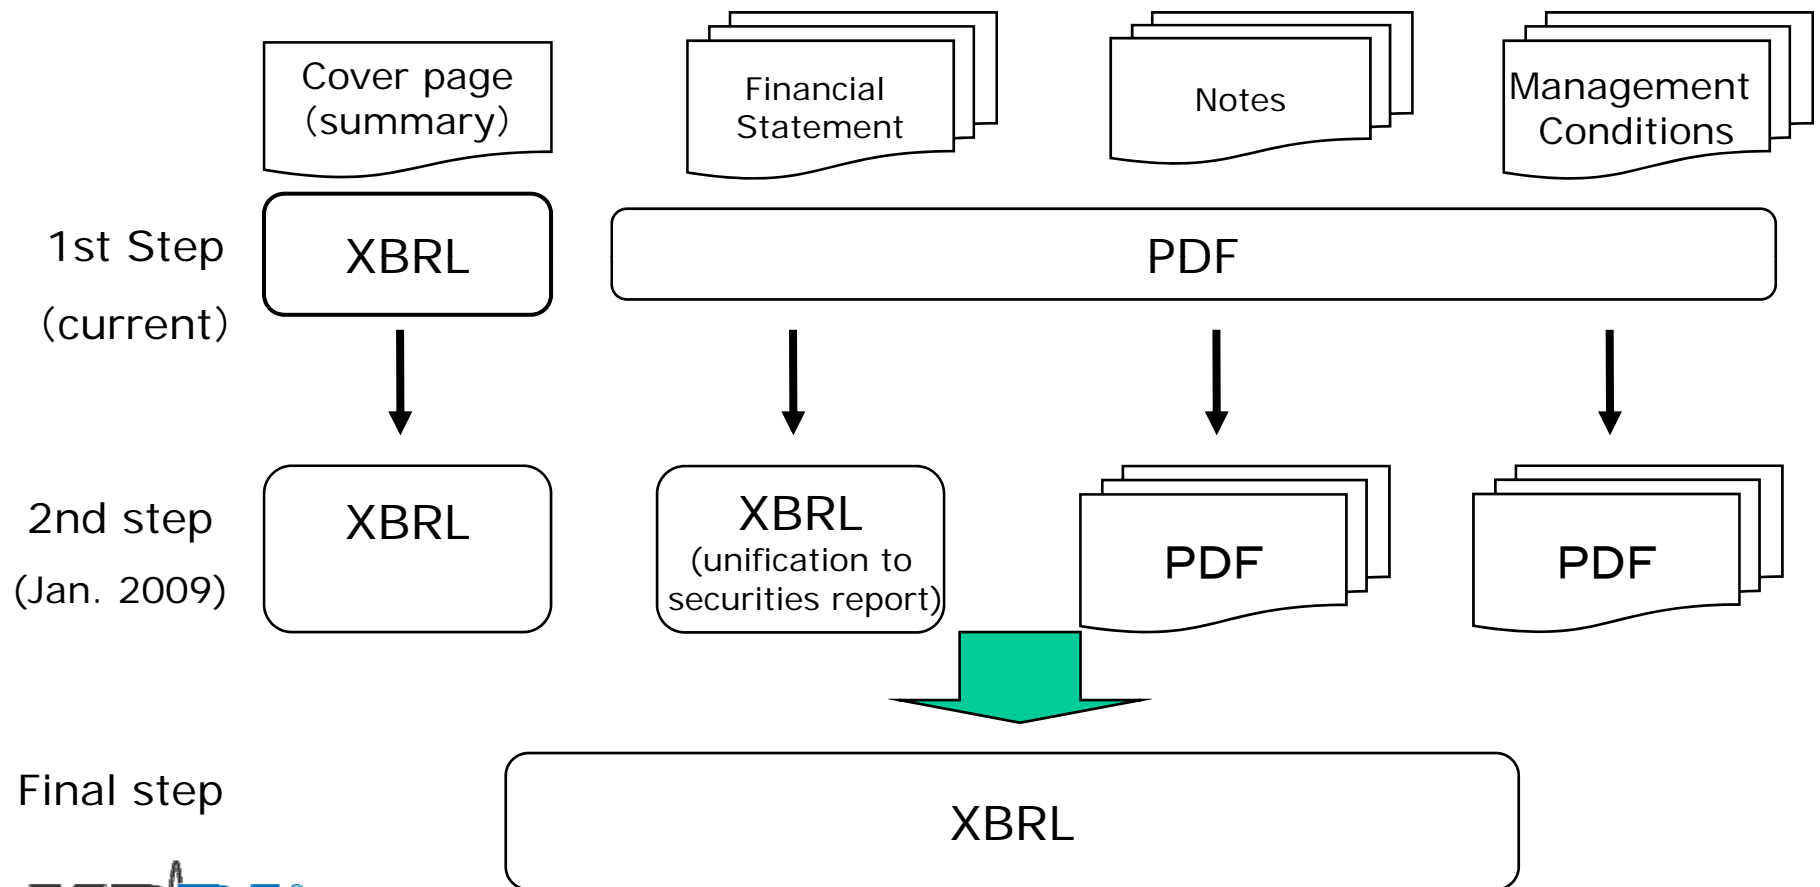 Cover page
(summary)
Financial
Statement
Notes
Management
Conditions
1st Step
(current)
XBRL
PDF
2nd step
(Jan. 2009)
XBRL
XBRL
(unification to
securities report)
PDF
PDF
Final step
XBRL